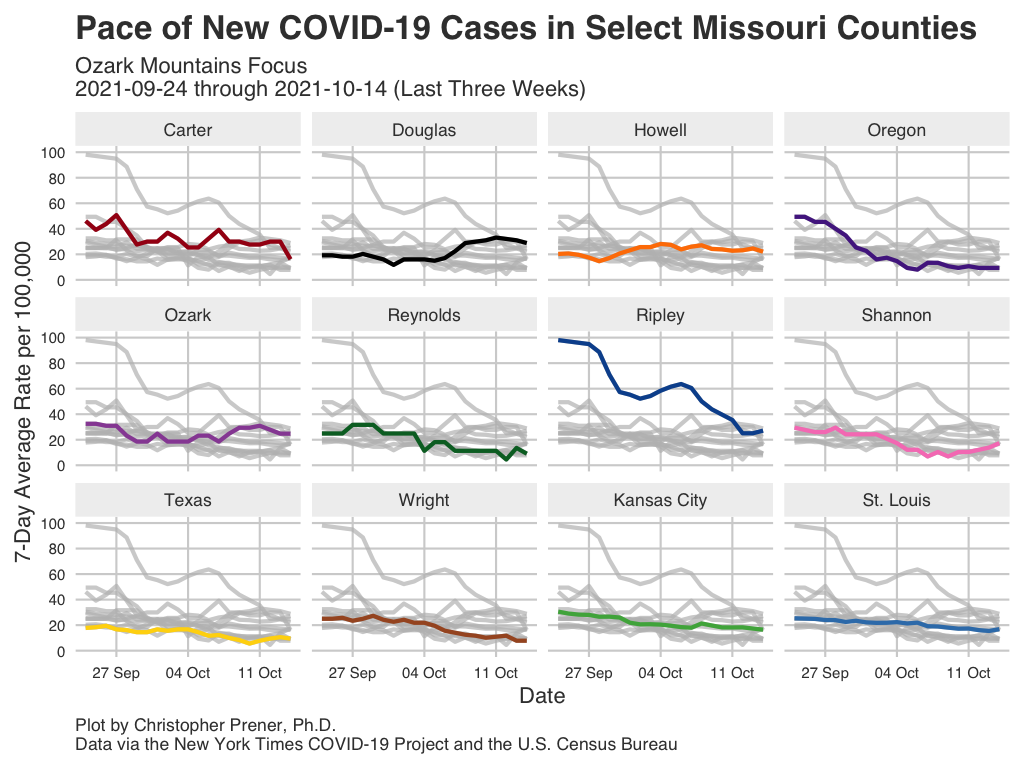 Pace of New COVID-19 Cases in Select Missouri Counties
Ozark Mountains Focus
2021-09-24 through 2021-10-14 (Last Three Weeks)
7-Day Average Rate per 100,000
Carter
Douglas
Howell
Oregon
100
80
60
40
20
0
Ozark
Reynolds
Ripley
Shannon
100
80
60
40
20
0
Texas
Wright
Kansas City
St. Louis
100
80
60
40
20
0
27 Sep
04 Oct
11 Oct
27 Sep
04 Oct
11 Oct
27 Sep
04 Oct
11 Oct
27 Sep
04 Oct
11 Oct
Date
Plot by Christopher Prener, Ph.D.
Data via the New York Times COVID-19 Project and the U.S. Census Bureau